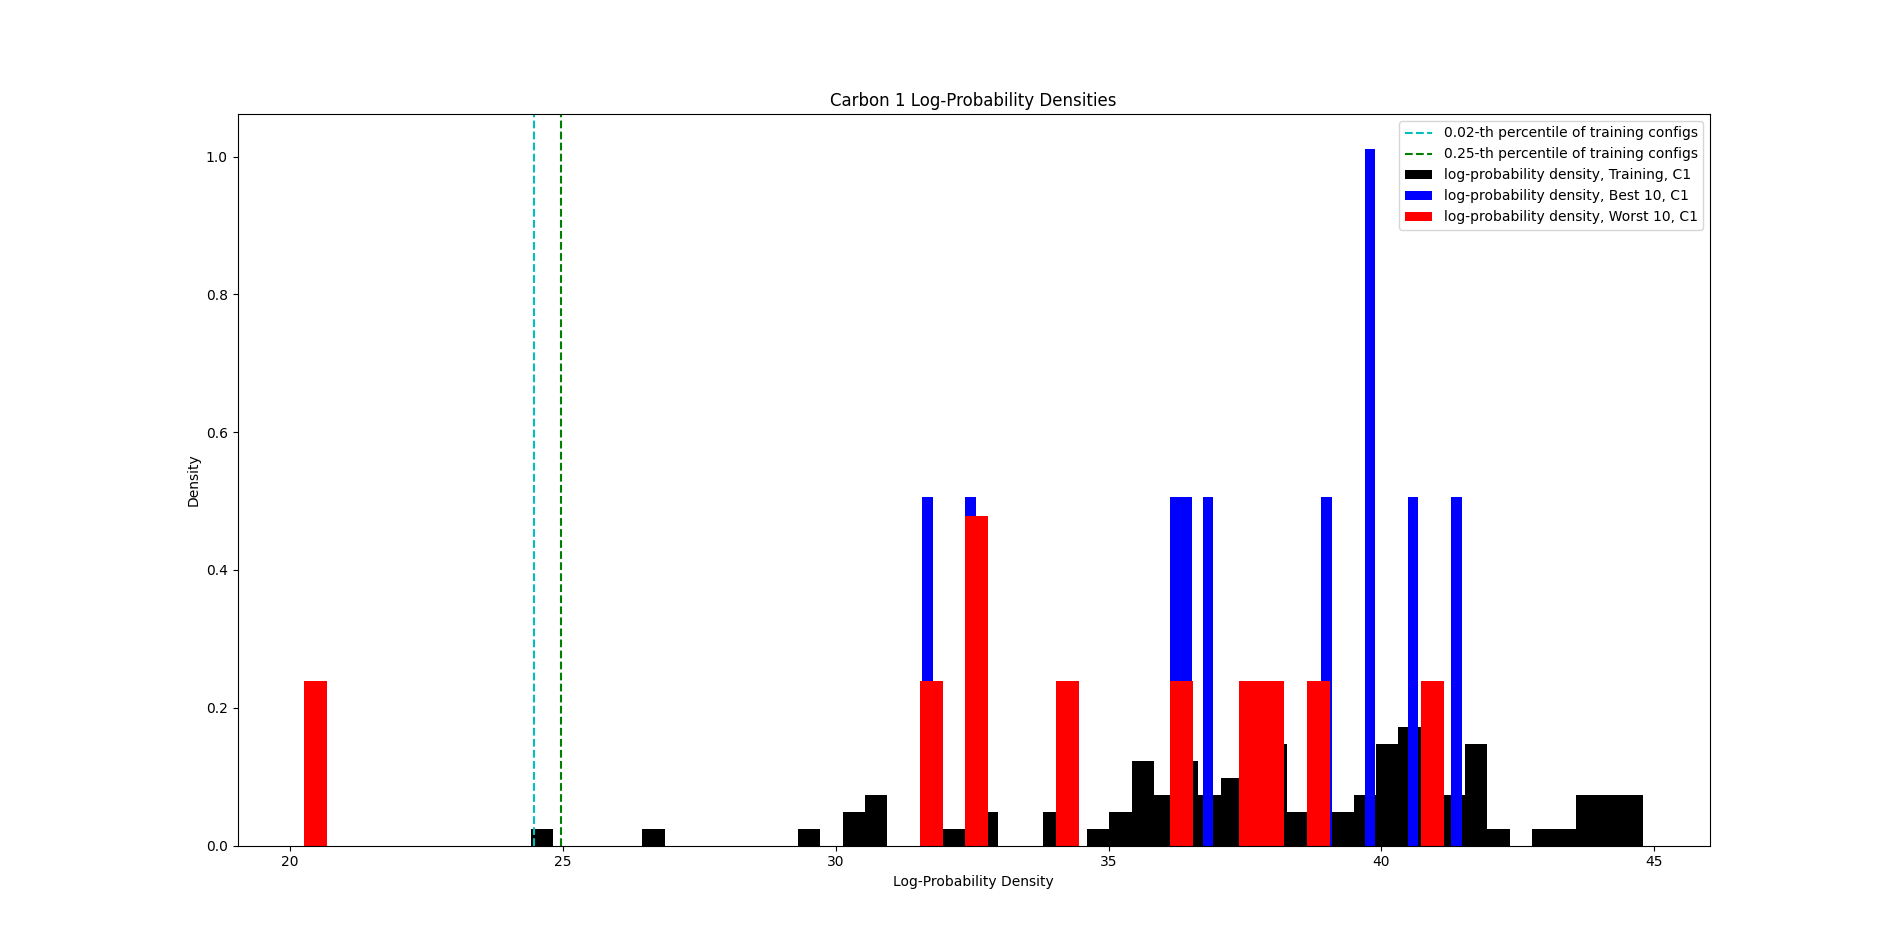 Carbon 1 Log-Probability Densities
0.02-th percentile of training configs
0.25-th percentile of training configs
log-probability density, Training, C1
log-probability density, Best 10, C1
log-probability density, Worst 10, C1
1.0
0.8
0.6
0.4
0.2
0.0
Density
20 25 30 35 40 45
Log-Probability Density